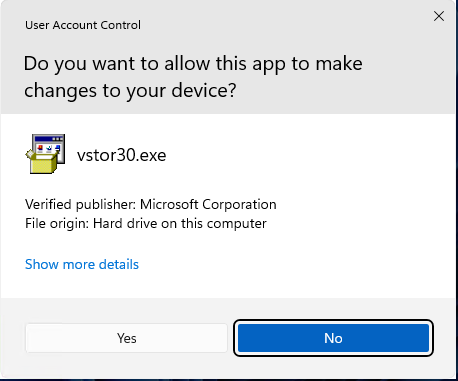 User Account Control
Do you want to allow this app to make
changes to your device?
vstor30.exe
Verified publisher: Microsoft Corporation
File origin: Hard drive on this computer
Show more details
Yes
No